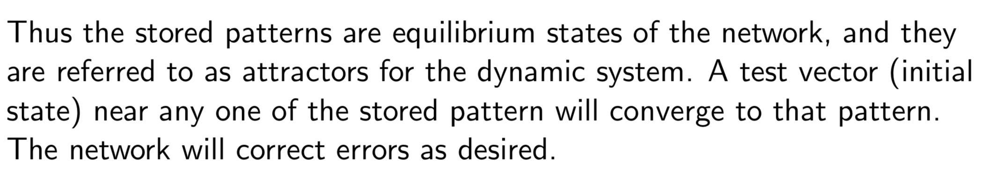 Thus the stored patterns are equilibrium states of the network, and they
are referred to as attractors for the dynamic system. A test vector (initial
state) near any one of the stored pattern will converge to that pattern.
The network will correct errors as desired.